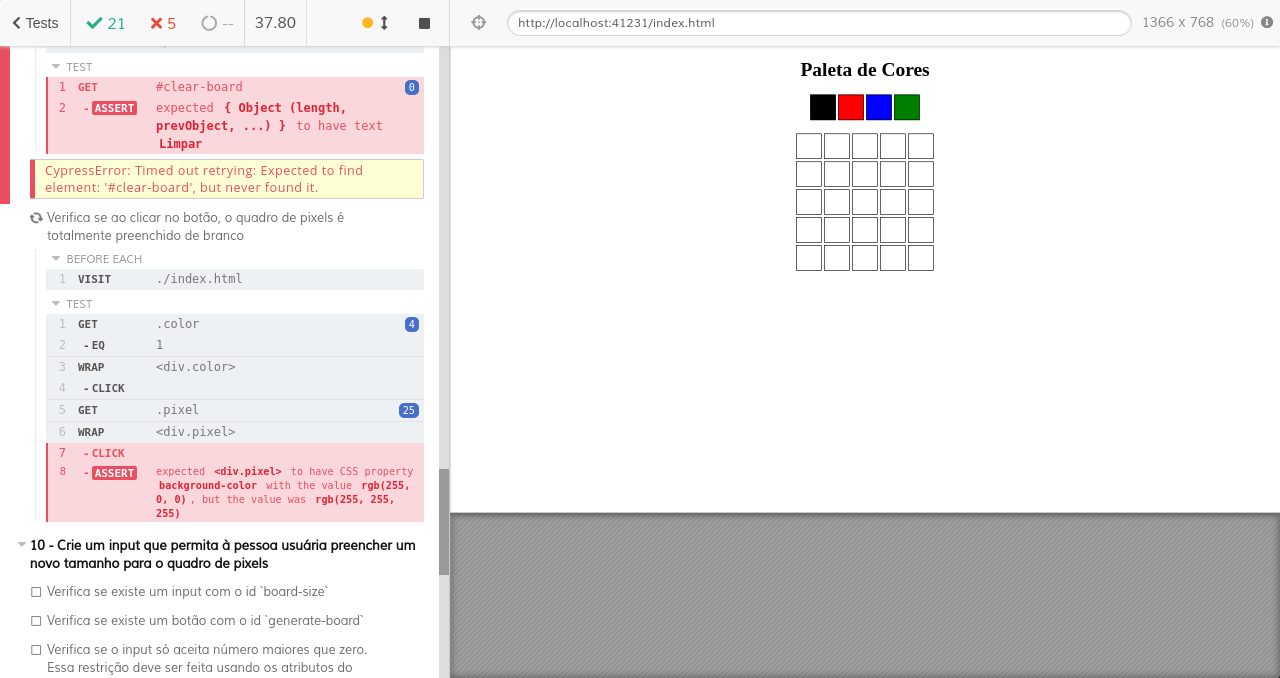 Tests 21 5 -- 37.80
http://localhost:41231/index.html 1366 x 768 (60%)
TEST
1 GET #clear-board 0
2 - ASSERT expected { Object (length,
prevObject, ...) } to have text
Limpar
CypressError: Timed out retrying: Expected to find
element: '#clear-board', but never found it.
Verifica se ao clicar no botão, o quadro de pixels é
totalmente preenchido de branco
BEFORE EACH
1 VISIT ./index.html
TEST
1 GET .color 4
2 - EQ 1
3 WRAP <div.color>
4 - CLICK
5 GET .pixel 25
6 WRAP <div.pixel>
7 - CLICK
8 - ASSERT expected <div.pixel> to have CSS property
background-color with the value rgb(255,
0, 0) , but the value was rgb(255, 255,
255)
10 - Crie um input que permita à pessoa usuária preencher um
novo tamanho para o quadro de pixels
Verifica se existe um input com o id `board-size`
Verifica se existe um botão com o id `generate-board`
Verifica se o input só aceita número maiores que zero.
Essa restrição deve ser feita usando os atributos do
Paleta de Cores